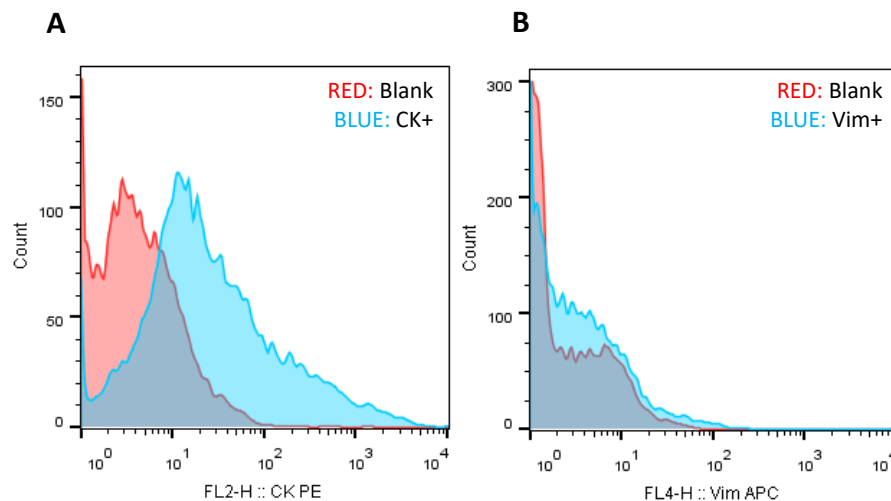 A
RED: Blank
BLUE: CK+
150
100
50
0
Count
10^0 10^1 10^2 10^3 10^4
FL2-H :: CK PE
B
RED: Blank
BLUE: Vim+
300
200
100
0
Count
10^0 10^1 10^2 10^3 10^4
FL4-H :: Vim APC